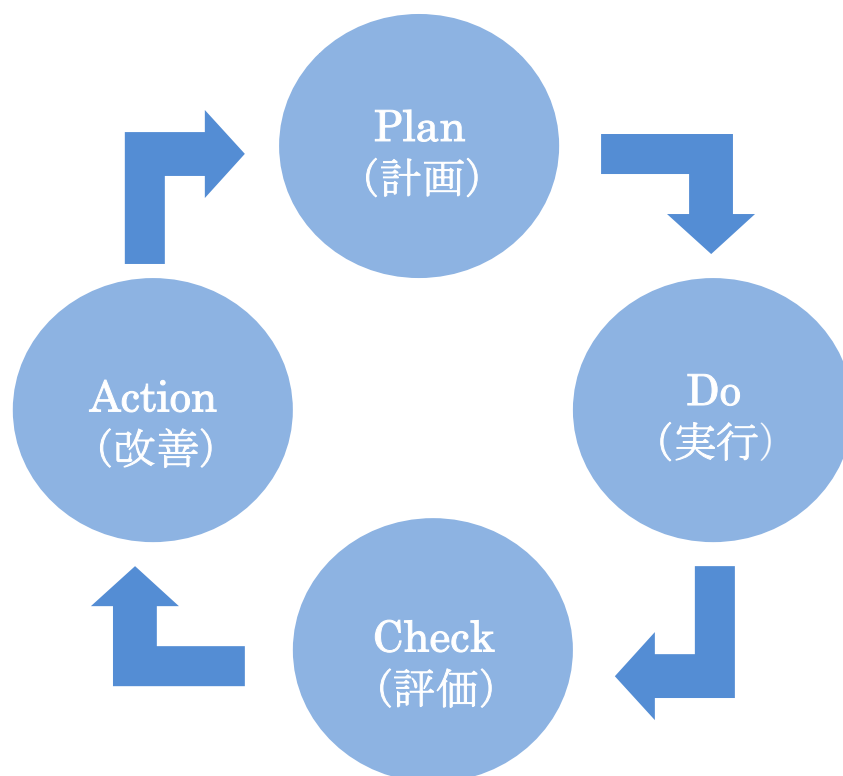 Plan
（計画）
Do
（実行）
Check
（評価）
Action
（改善）